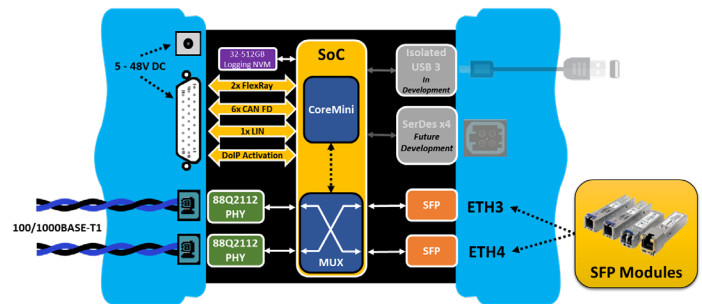 5 - 48V DC
32-512GB
Logging NVM
SoC
Isolated
USB 3
In
Development
2x FlexRay
6x CAN FD
1x LIN
DoIP Activation
CoreMini
SerDes x4
Future
Development
100/1000BASE-T1
88Q2112
PHY
88Q2112
PHY
MUX
SFP
SFP
ETH3
ETH4
SFP Modules